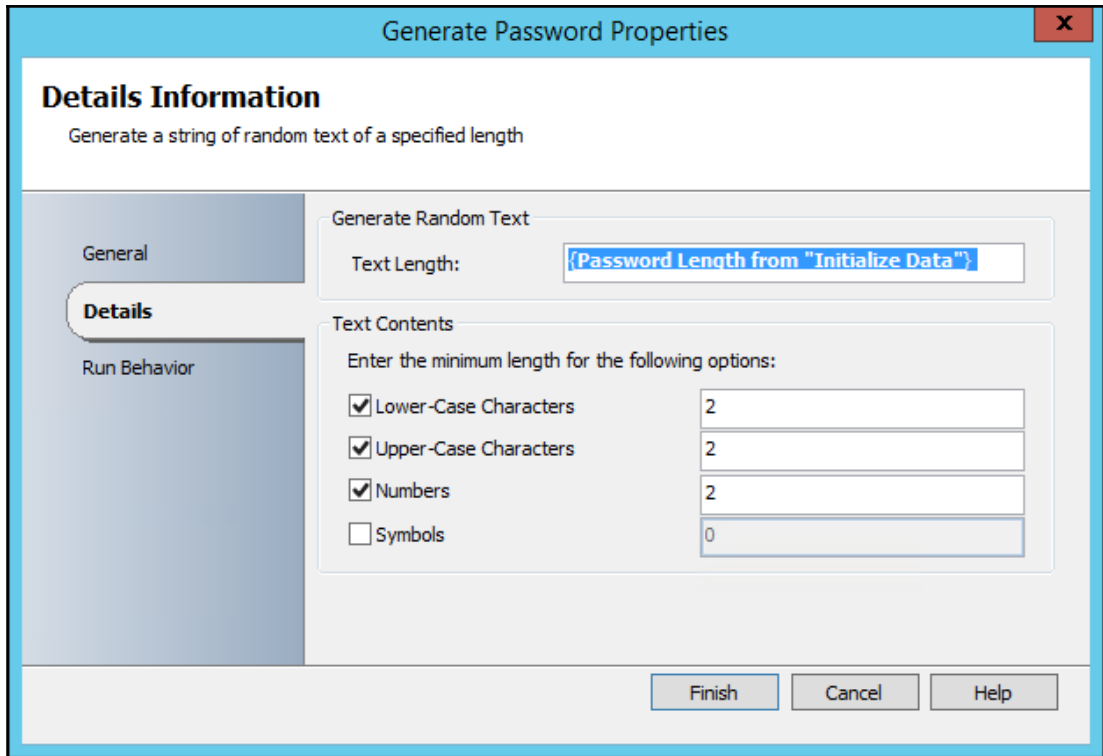 Generate Password Properties
x
Details Information
Generate a string of random text of a specified length
General
Details
Run Behavior
Generate Random Text
Text Length: {Password Length from "Initialize Data"}
Text Contents
Enter the minimum length for the following options:
Lower-Case Characters 2
Upper-Case Characters 2
Numbers 2
Symbols 0
Finish Cancel Help